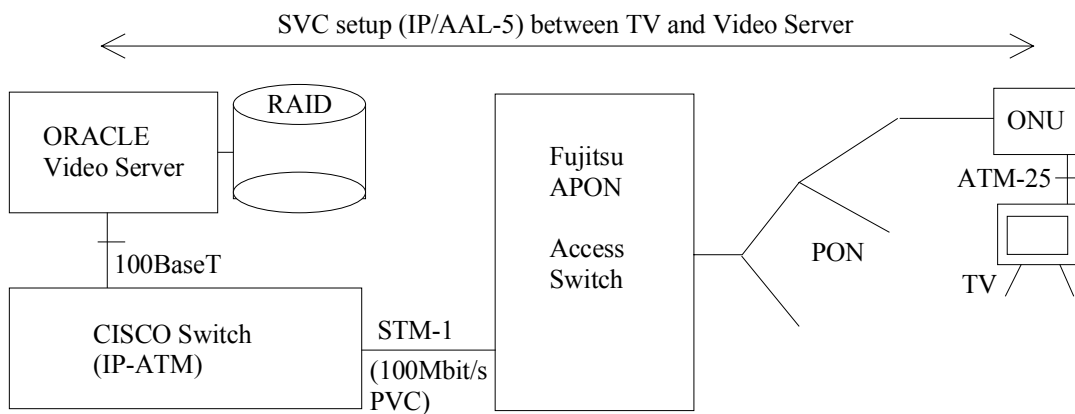 SVC setup (IP/AAL-5) between TV and Video Server
RAID
ORACLE
Video Server
100BaseT
CISCO Switch
(IP-ATM)
STM-1
(100Mbit/s
PVC)
Fujitsu
APON
Access
Switch
PON
ONU
ATM-25
TV